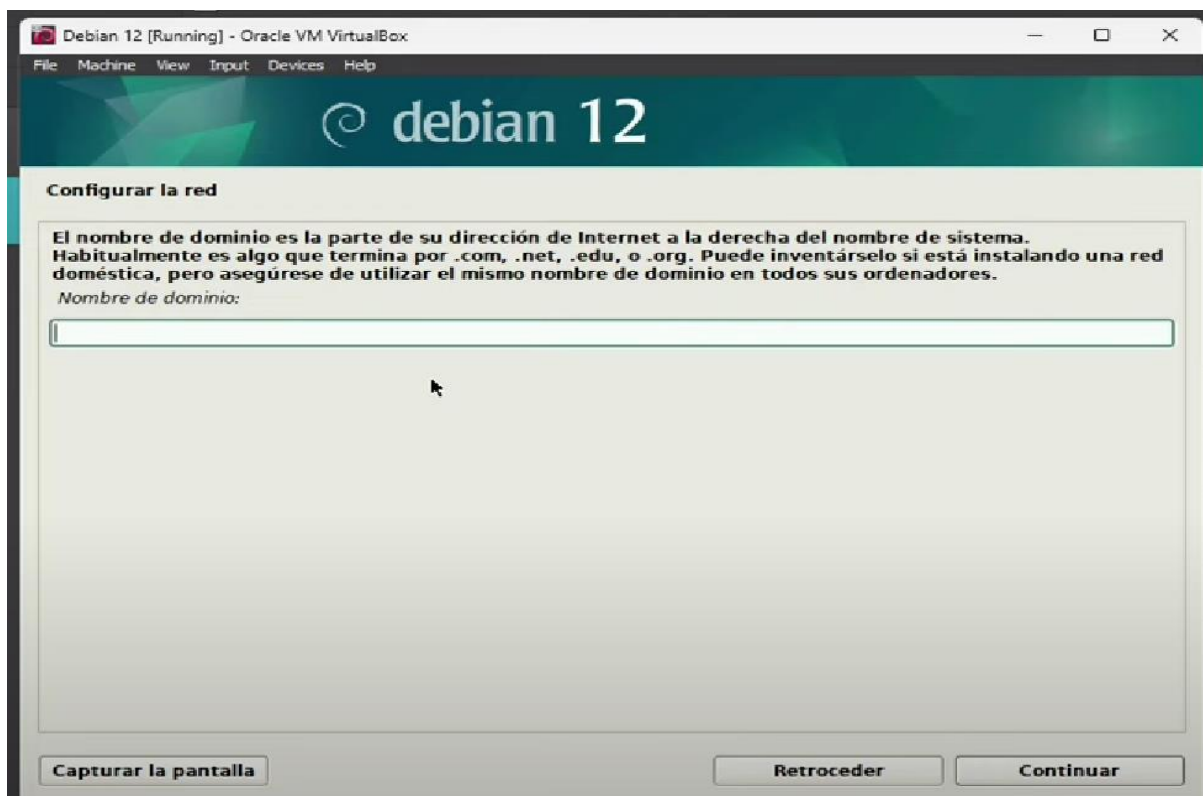 Debian 12 [Running] - Oracle VM VirtualBox
File Machine View Input Devices Help
debian 12
Configurar la red
El nombre de dominio es la parte de su dirección de Internet a la derecha del nombre de sistema.
Habitualmente es algo que termina por .com, .net, .edu, o .org. Puede inventárselo si está instalando una red
doméstica, pero asegúrese de utilizar el mismo nombre de dominio en todos sus ordenadores.
Nombre de dominio:
Capturar la pantalla Retroceder Continuar